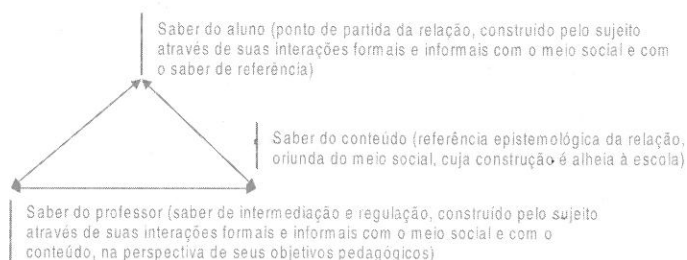 Saber do aluno (ponto de partida da relação, construído pelo sujeito
através de suas interações formais e informais com o meio social e com
o saber de referência)
Saber do conteúdo (referência epistemológica da relação,
oriunda do meio social, cuja construção é alheia à escola)
Saber do professor (saber de intermediação e regulação, construído pelo sujeito
através de suas interações formais e informais com o meio social e com o
conteúdo, na perspectiva de seus objetivos pedagógicos)